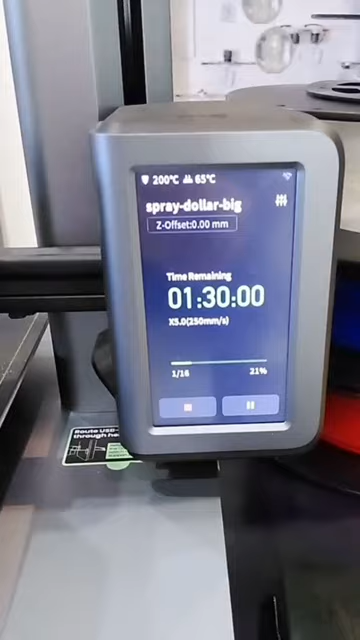 200℃ 65℃
spray-dollar-big
Z-Offset:0.00 mm
Time Remaining
01:30:00
X5.0(250mm/s)
1/16 21%
Route USB-
through he